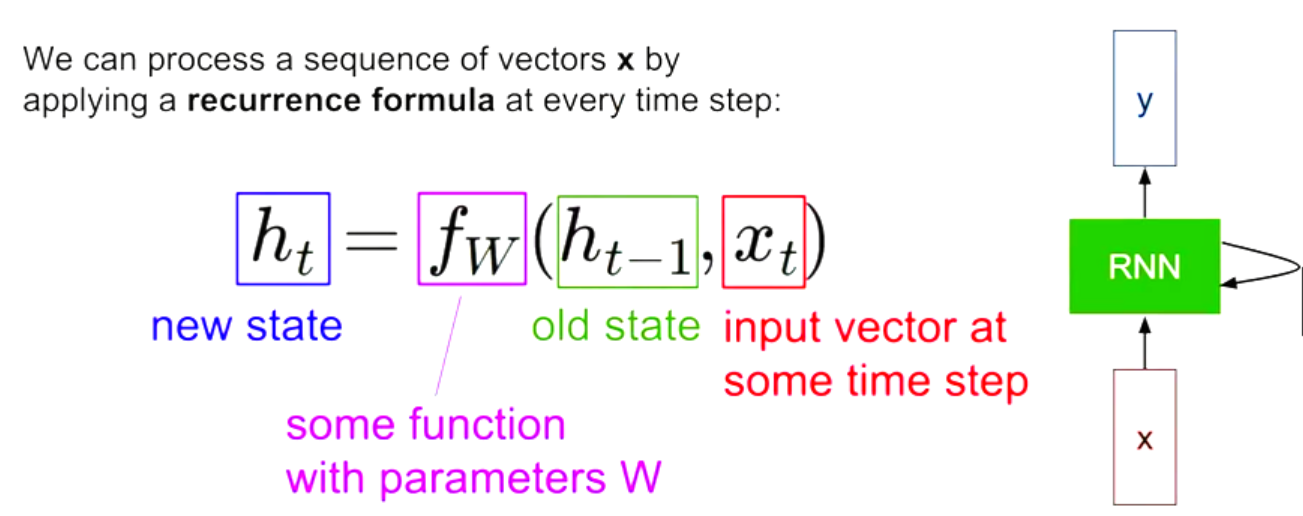 We can process a sequence of vectors x by
applying a recurrence formula at every time step:
h_t = f_W(h_{t-1}, x_t)
new state
old state
input vector at
some time step
some function
with parameters W
y
RNN
x